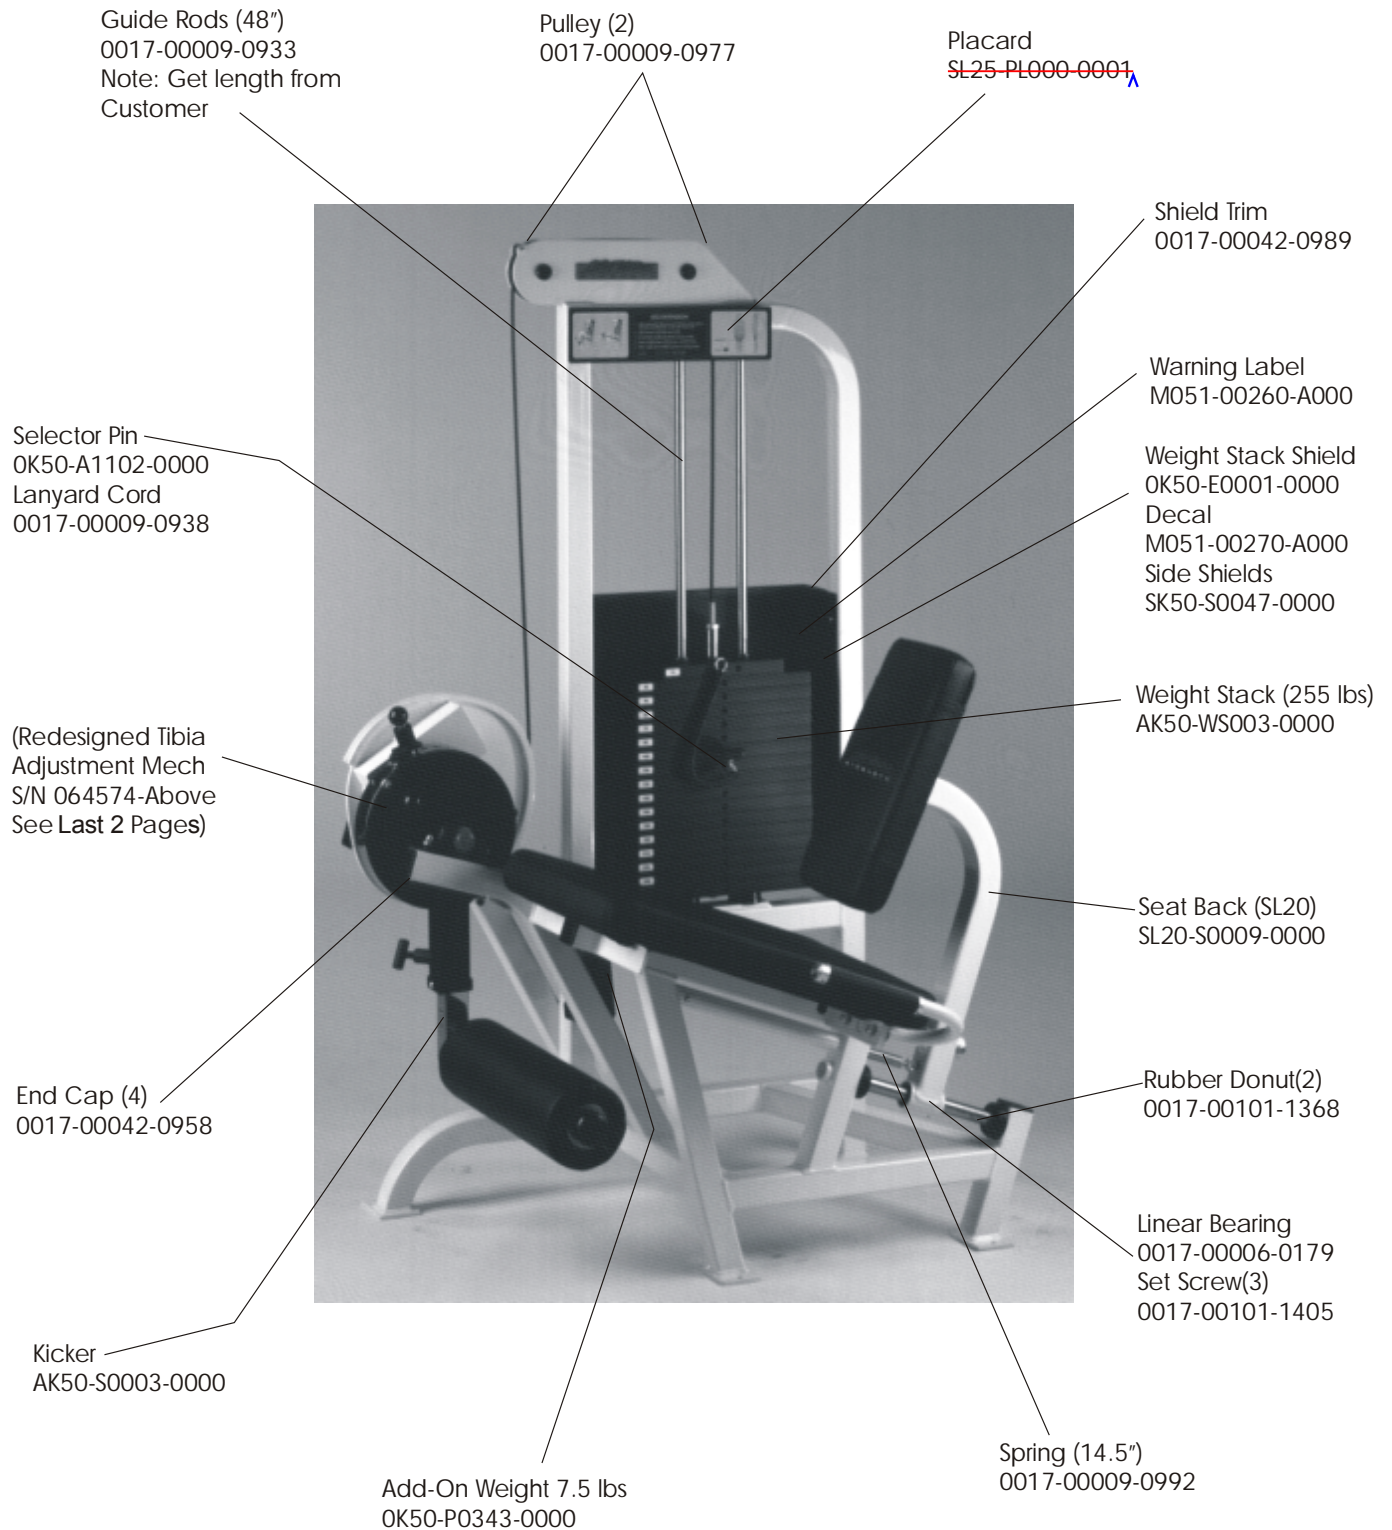 Guide Rods (48")
0017-00009-0933
Note: Get length from
Customer
Pulley (2)
0017-00009-0977
Placard
SL25-PL000-0001
Shield Trim
0017-00042-0989
Warning Label
M051-00260-A000
Selector Pin
0K50-A1102-0000
Lanyard Cord
0017-00009-0938
Weight Stack Shield
0K50-E0001-0000
Decal
M051-00270-A000
Side Shields
SK50-S0047-0000
Weight Stack (255 lbs)
AK50-WS003-0000
(Redesigned Tibia
Adjustment Mech
S/N 064574-Above
See Last 2 Pages)
Seat Back (SL20)
SL20-S0009-0000
End Cap (4)
0017-00042-0958
Rubber Donut(2)
0017-00101-1368
Linear Bearing
0017-00006-0179
Set Screw(3)
0017-00101-1405
Kicker
AK50-S0003-0000
Spring (14.5")
0017-00009-0992
Add-On Weight 7.5 lbs
0K50-P0343-0000